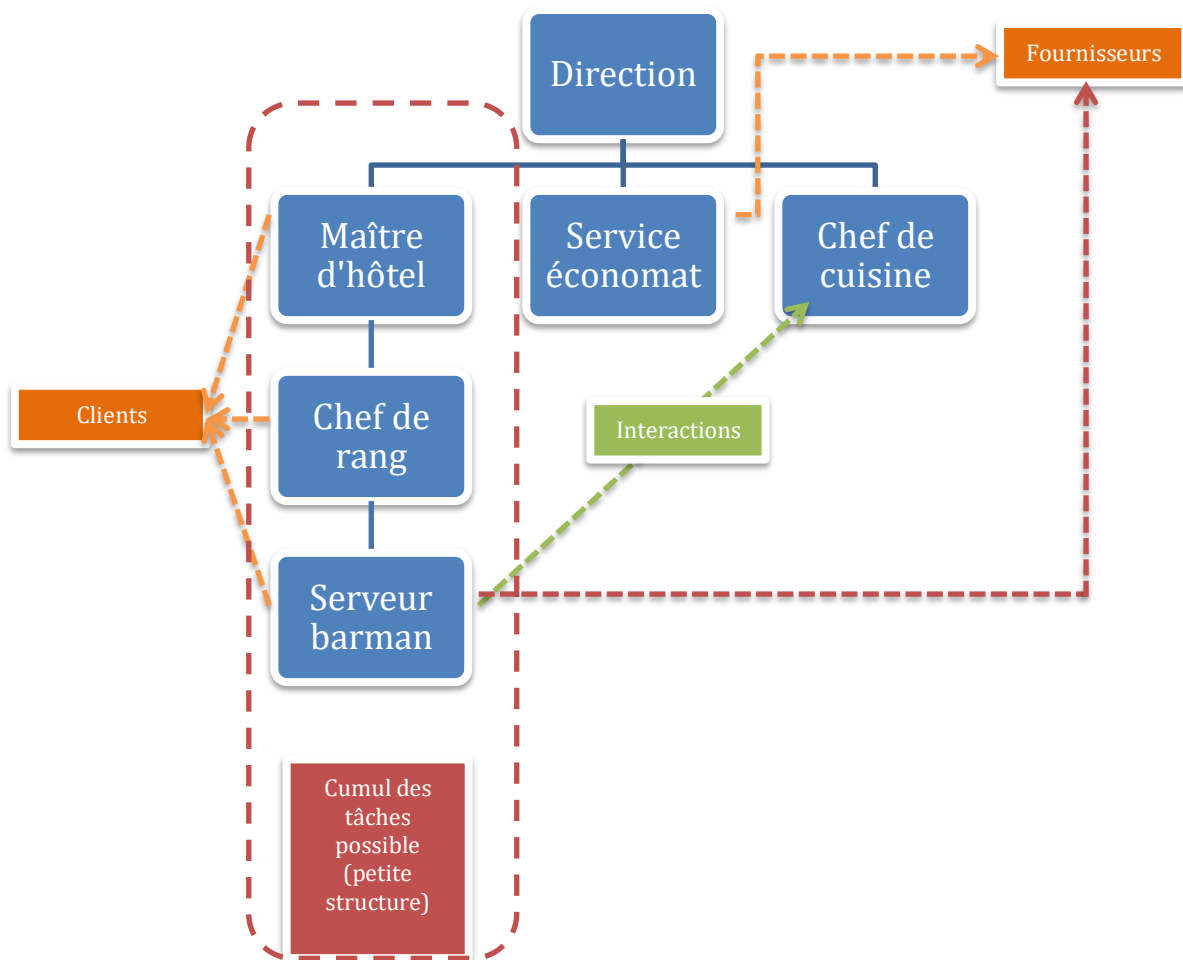 Direction
Fournisseurs
Maître
d'hôtel
Service
économat
Chef de
cuisine
Clients
Chef de
rang
Interactions
Serveur
barman
Cumul des
tâches
possible
(petite
structure)